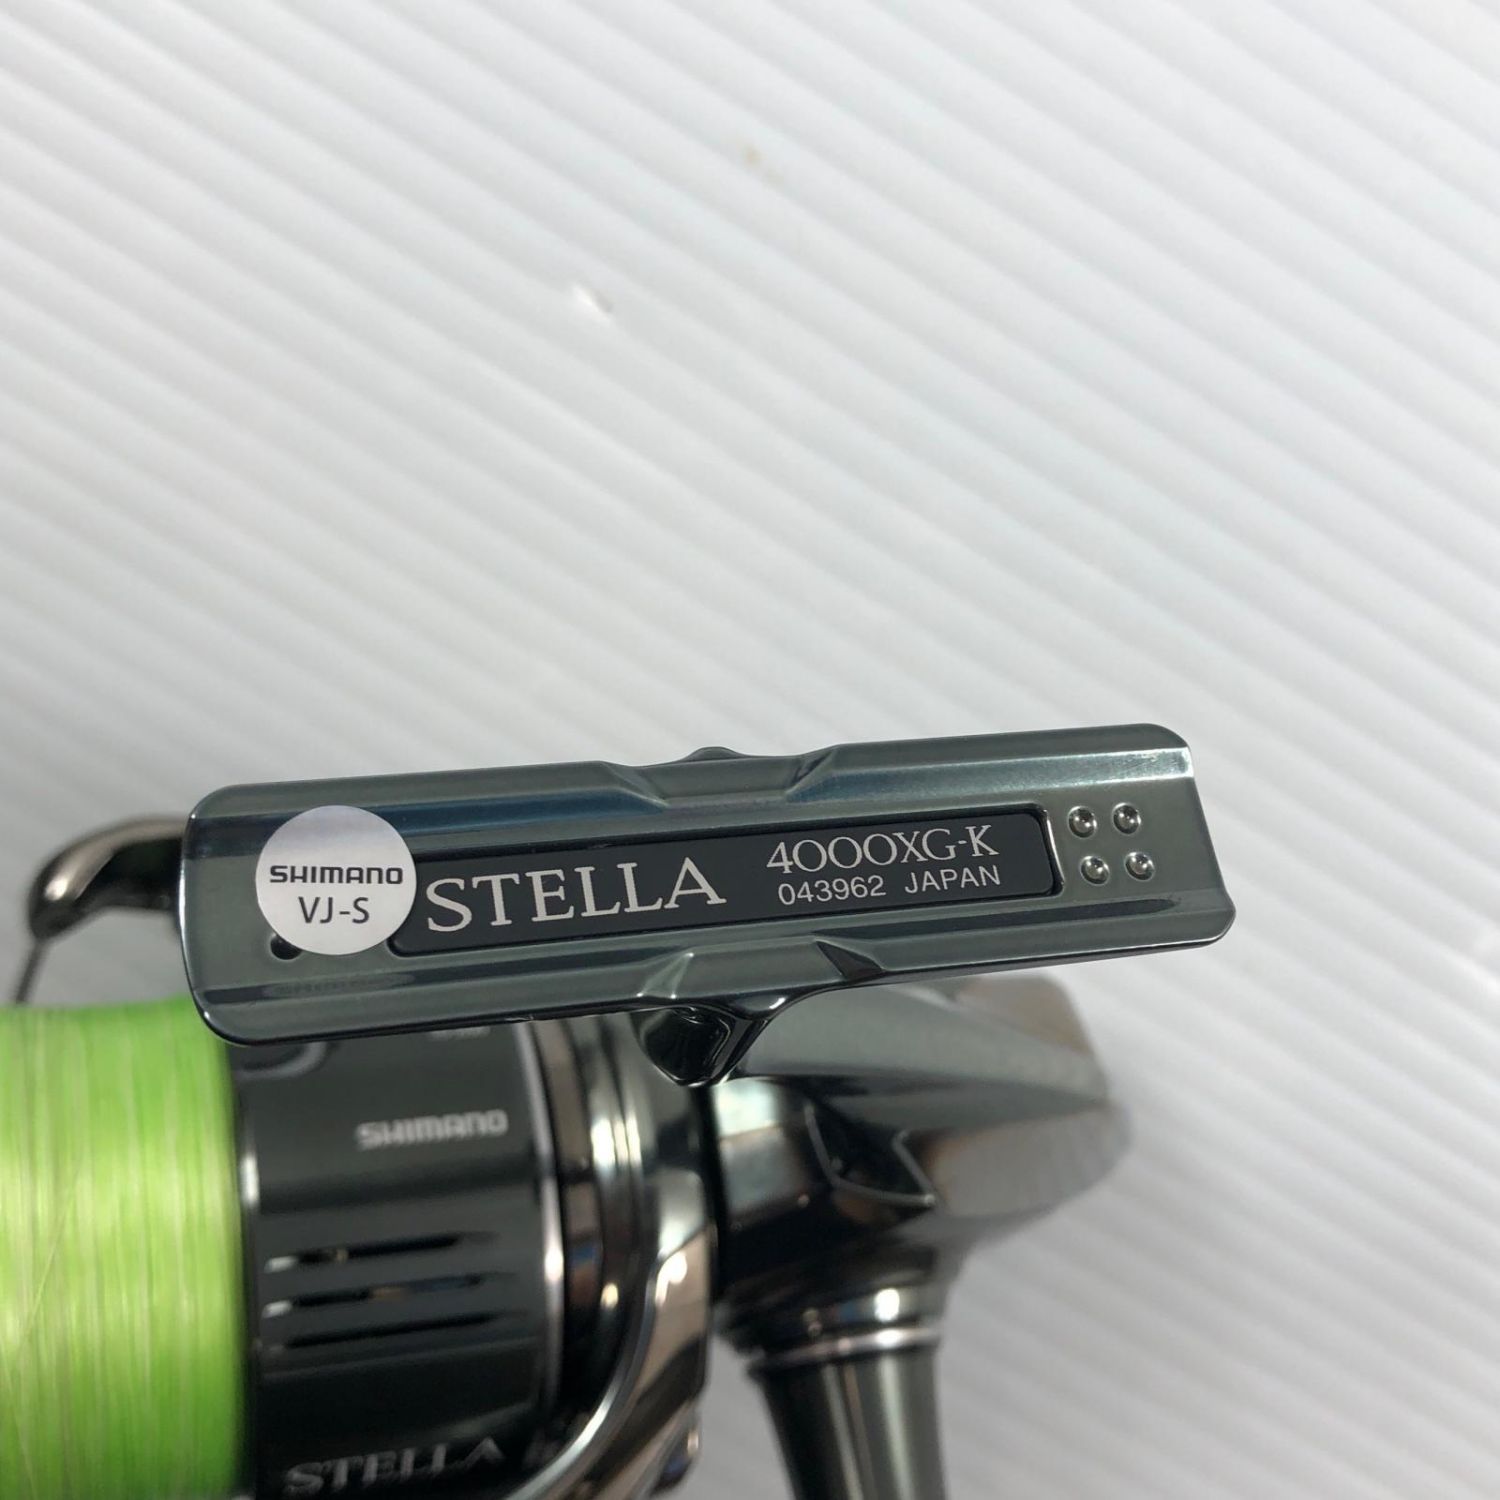 SHIMANO
VJ-S
STELLA
4000XG-K
043962 JAPAN
SHIMANO
STELLA